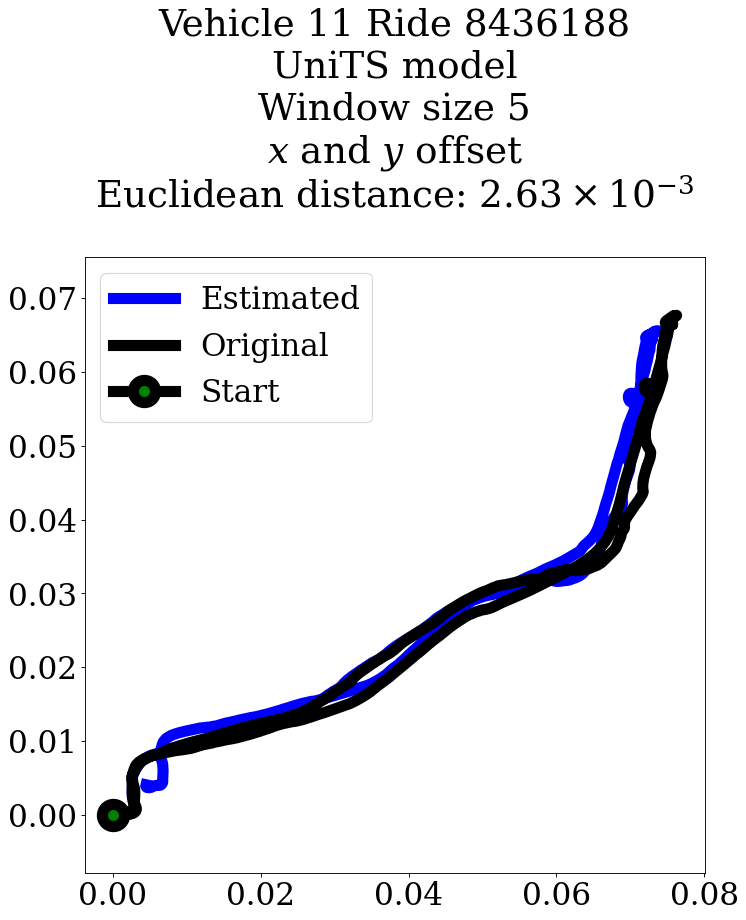 Vehicle 11 Ride 8436188
UniTS model
Window size 5
x and y offset
Euclidean distance: 2.63 × 10⁻³
Estimated
Original
Start
0.07
0.06
0.05
0.04
0.03
0.02
0.01
0.00
0.00 0.02 0.04 0.06 0.08